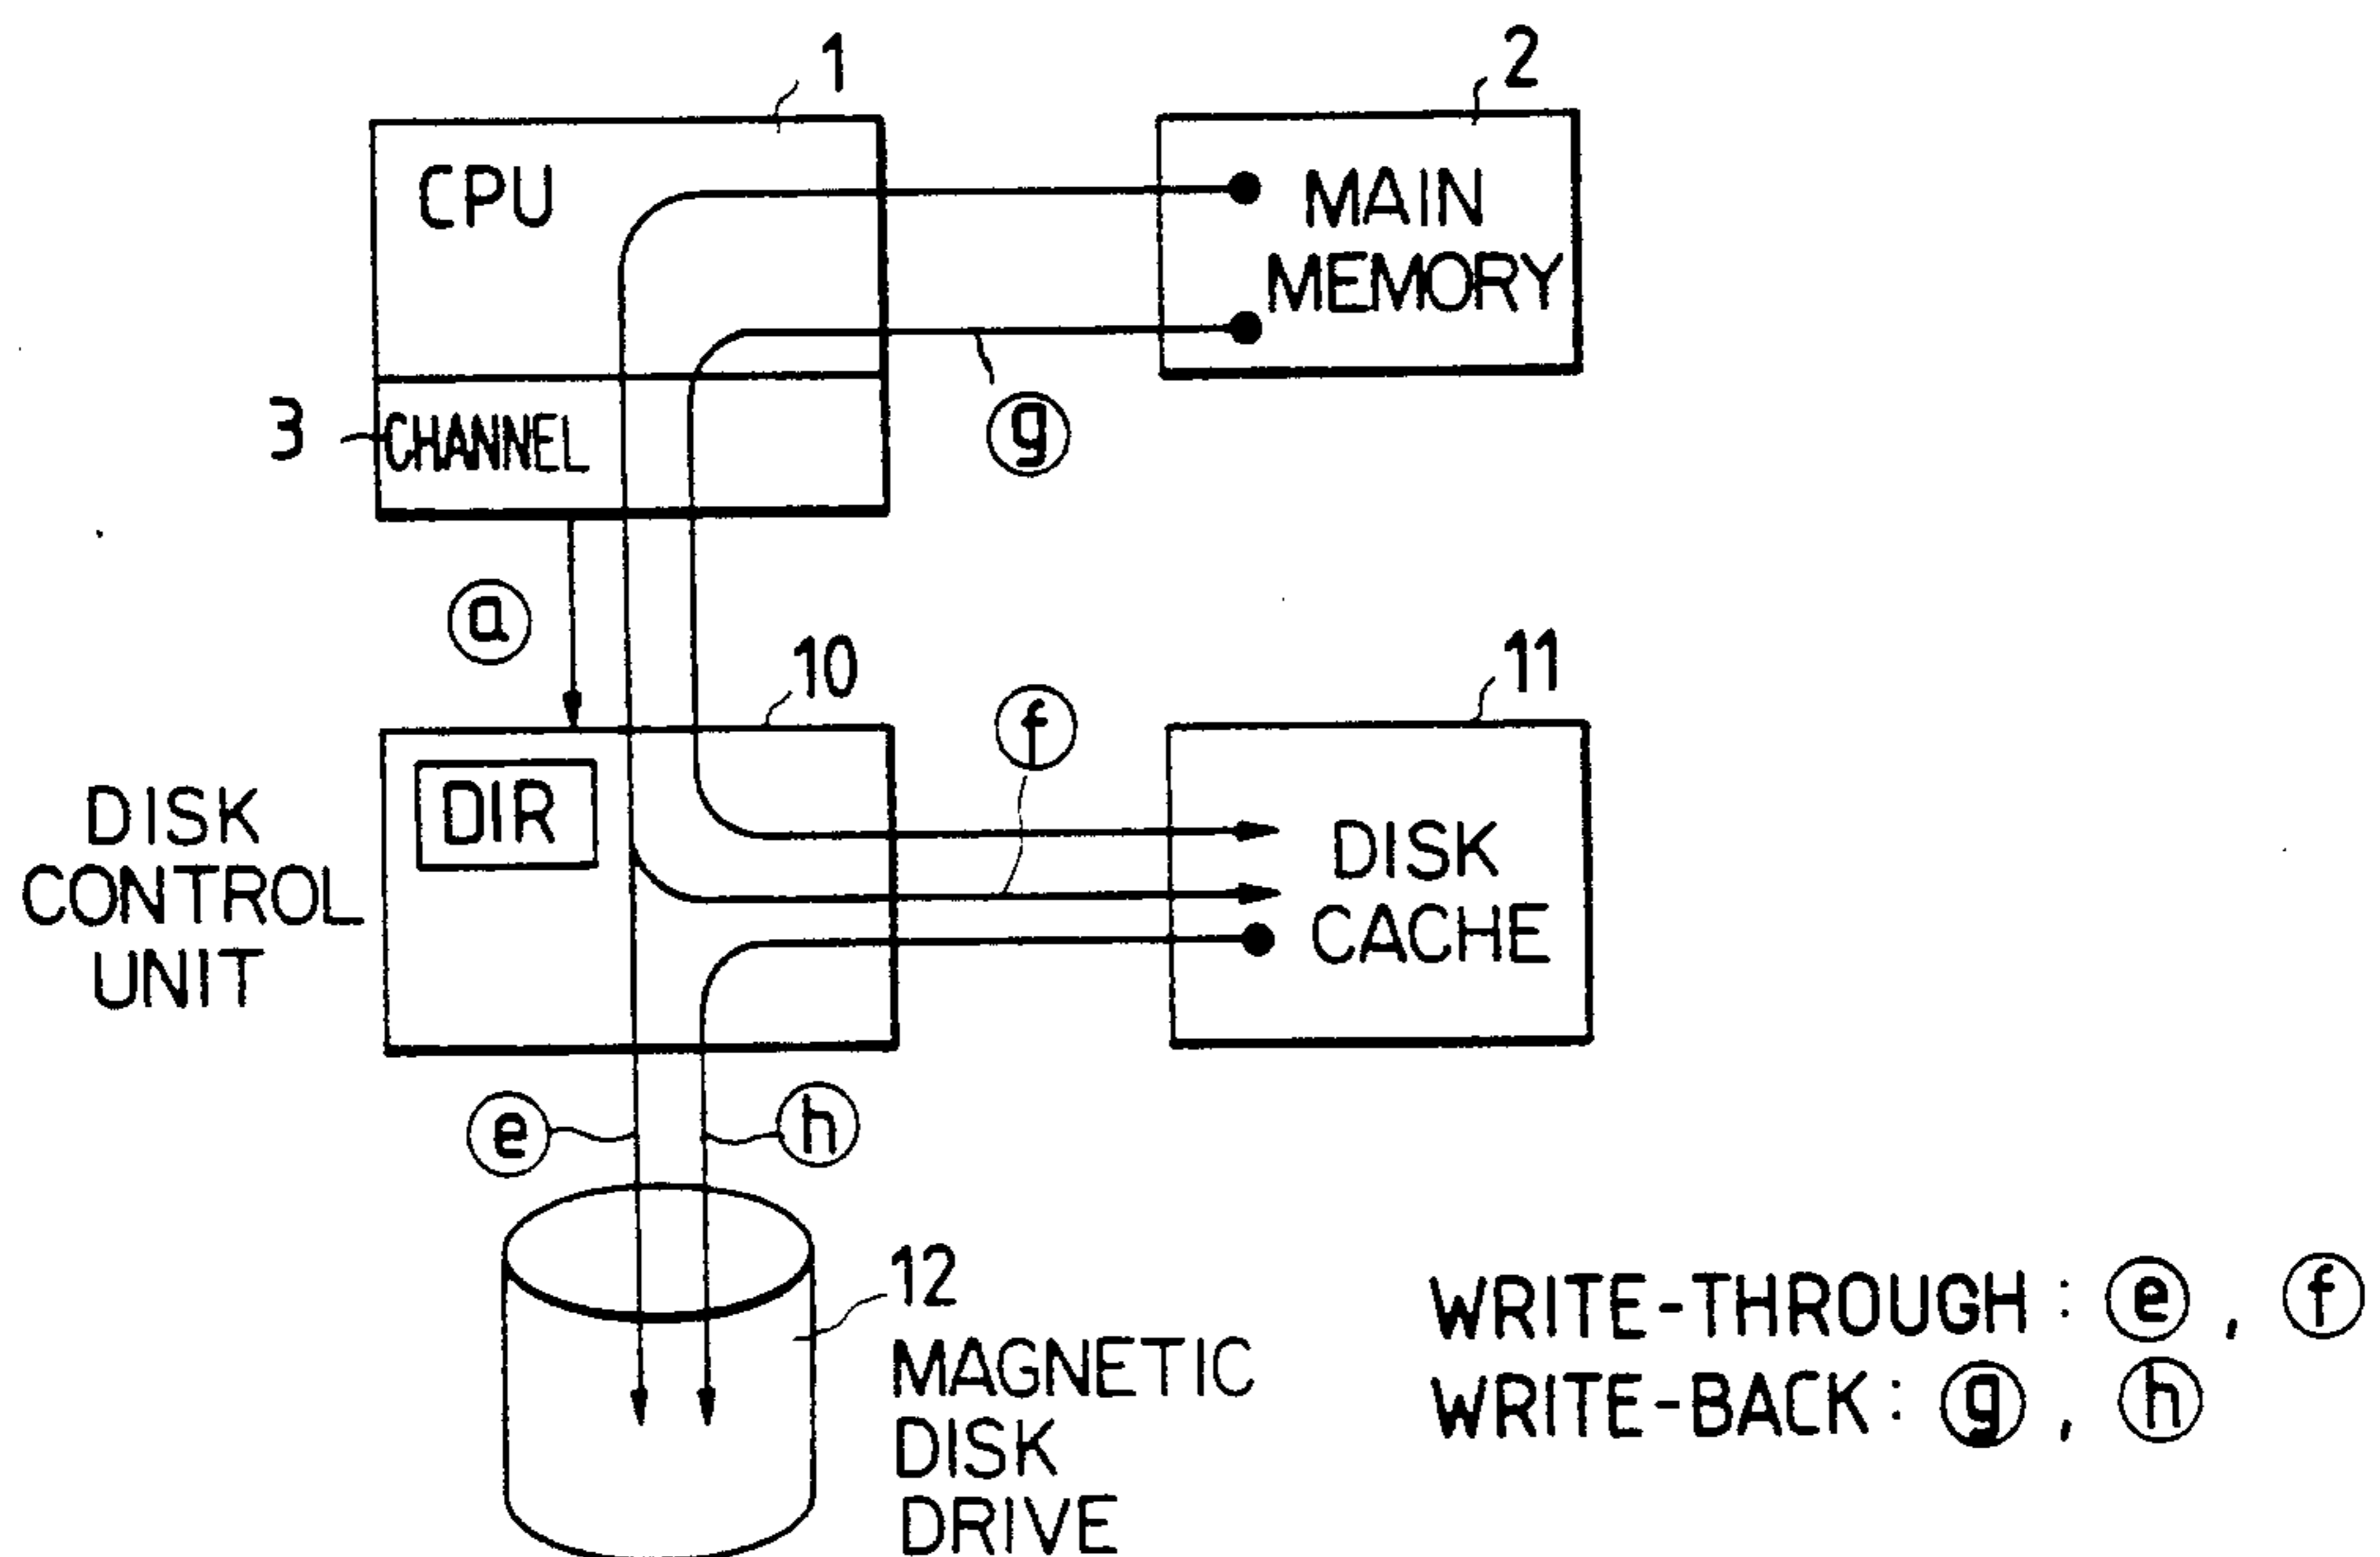 1
2
CPU
MAIN
MEMORY
3
CHANNEL
g
a
10
f
11
DIR
DISK
CONTROL
UNIT
DISK
CACHE
e
h
12
MAGNETIC
DISK
DRIVE
WRITE-THROUGH : e , f
WRITE-BACK : g , h